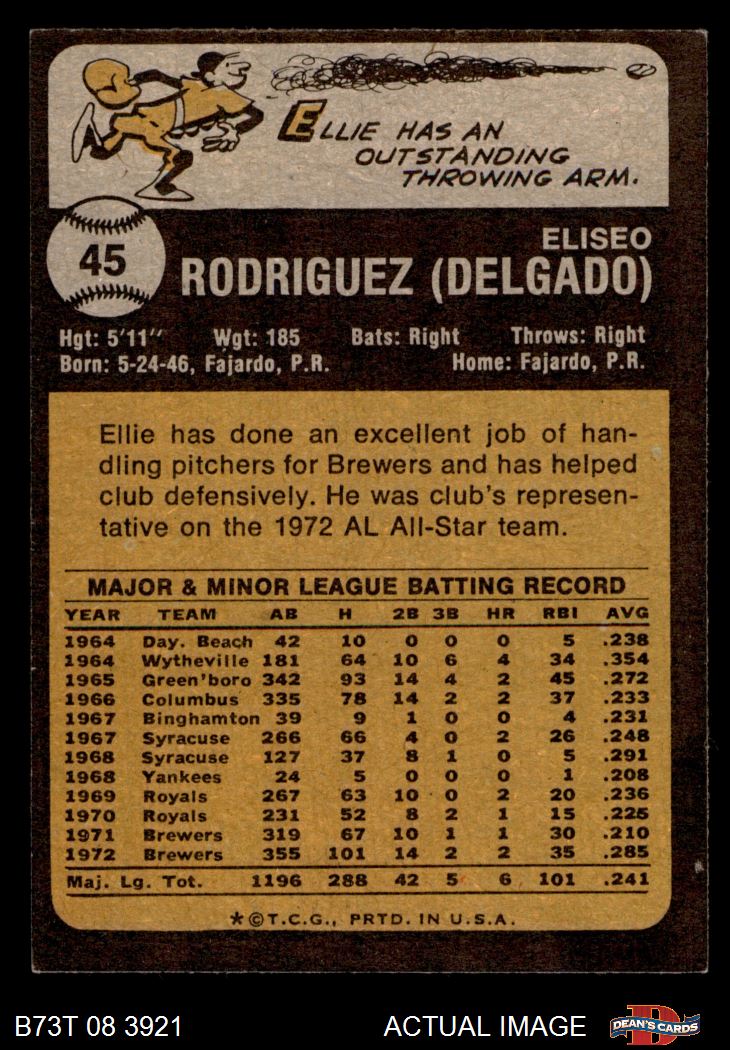 ELLIE HAS AN
OUTSTANDING
THROWING ARM.
45
ELISEO
RODRIGUEZ (DELGADO)
Hgt: 5'11" Wgt: 185 Bats: Right Throws: Right
Born: 5-24-46, Fajardo, P.R. Home: Fajardo, P.R.
Ellie has done an excellent job of han-
dling pitchers for Brewers and has helped
club defensively. He was club's represen-
tative on the 1972 AL All-Star team.
MAJOR & MINOR LEAGUE BATTING RECORD
YEAR TEAM AB H 2B 3B HR RBI AVG
1964 Day. Beach 42 10 0 0 0 5 .238
1964 Wytheville 181 64 10 6 4 34 .354
1965 Green'boro 342 93 14 4 2 45 .272
1966 Columbus 335 78 14 2 2 37 .233
1967 Binghamton 39 9 1 0 0 4 .231
1967 Syracuse 266 66 4 0 2 26 .248
1968 Syracuse 127 37 8 1 0 5 .291
1968 Yankees 24 5 0 0 0 1 .208
1969 Royals 267 63 10 0 2 20 .236
1970 Royals 231 52 8 2 1 15 .225
1971 Brewers 319 67 10 1 1 30 .210
1972 Brewers 355 101 14 2 2 35 .285
Maj. Lg. Tot. 1196 288 42 5 6 101 .241
*©T.C.G., PRTD. IN U.S.A.
B73T 08 3921 ACTUAL IMAGE DEAN'S CARDS